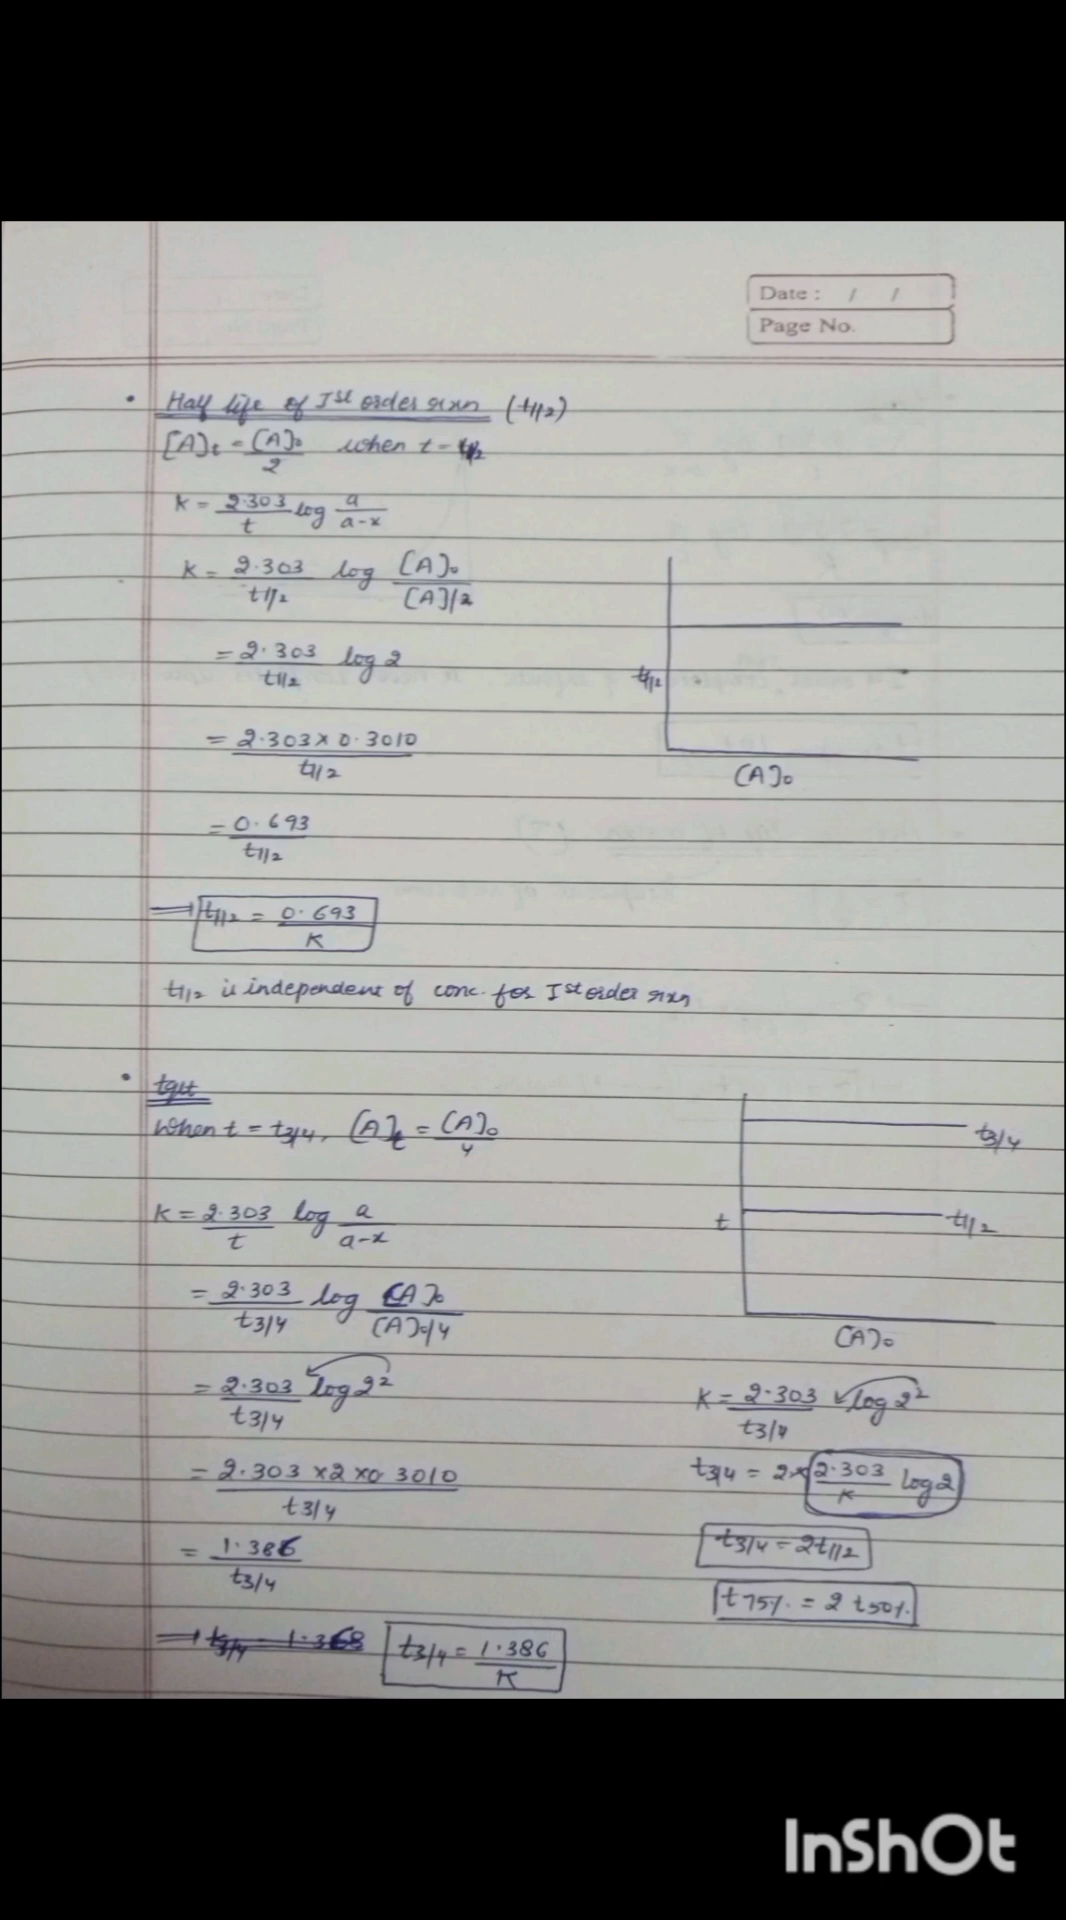 Date : / /
Page No.
• Half life of Ist order rxn (t1/2)
[A]t = [A]0/2 when t = t1/2
K = 2.303/t log a/a-x
K = 2.303/t1/2 log [A]0/[A]/2
= 2.303/t1/2 log 2
= 2.303 x 0.3010/t1/2
= 0.693/t1/2
⟹ t1/2 = 0.693/K
t1/2
[A]0
t1/2 is independent of conc. for Ist order rxn
•
When t = t3/4, [A]t = [A]0/4
K = 2.303/t log a/a-x
= 2.303/t3/4 log [A]0/[A]0/4
= 2.303/t3/4 log 2²
= 2.303 x 2 x 0.3010/t3/4
= 1.386/t3/4
t3/4 = 1.386/K
t3/4
t
t1/2
[A]0
K = 2.303/t3/4 log 2²
t3/4 = 2 x 2.303/K log 2
t3/4 = 2t1/2
t75% = 2 t50%
InShOt